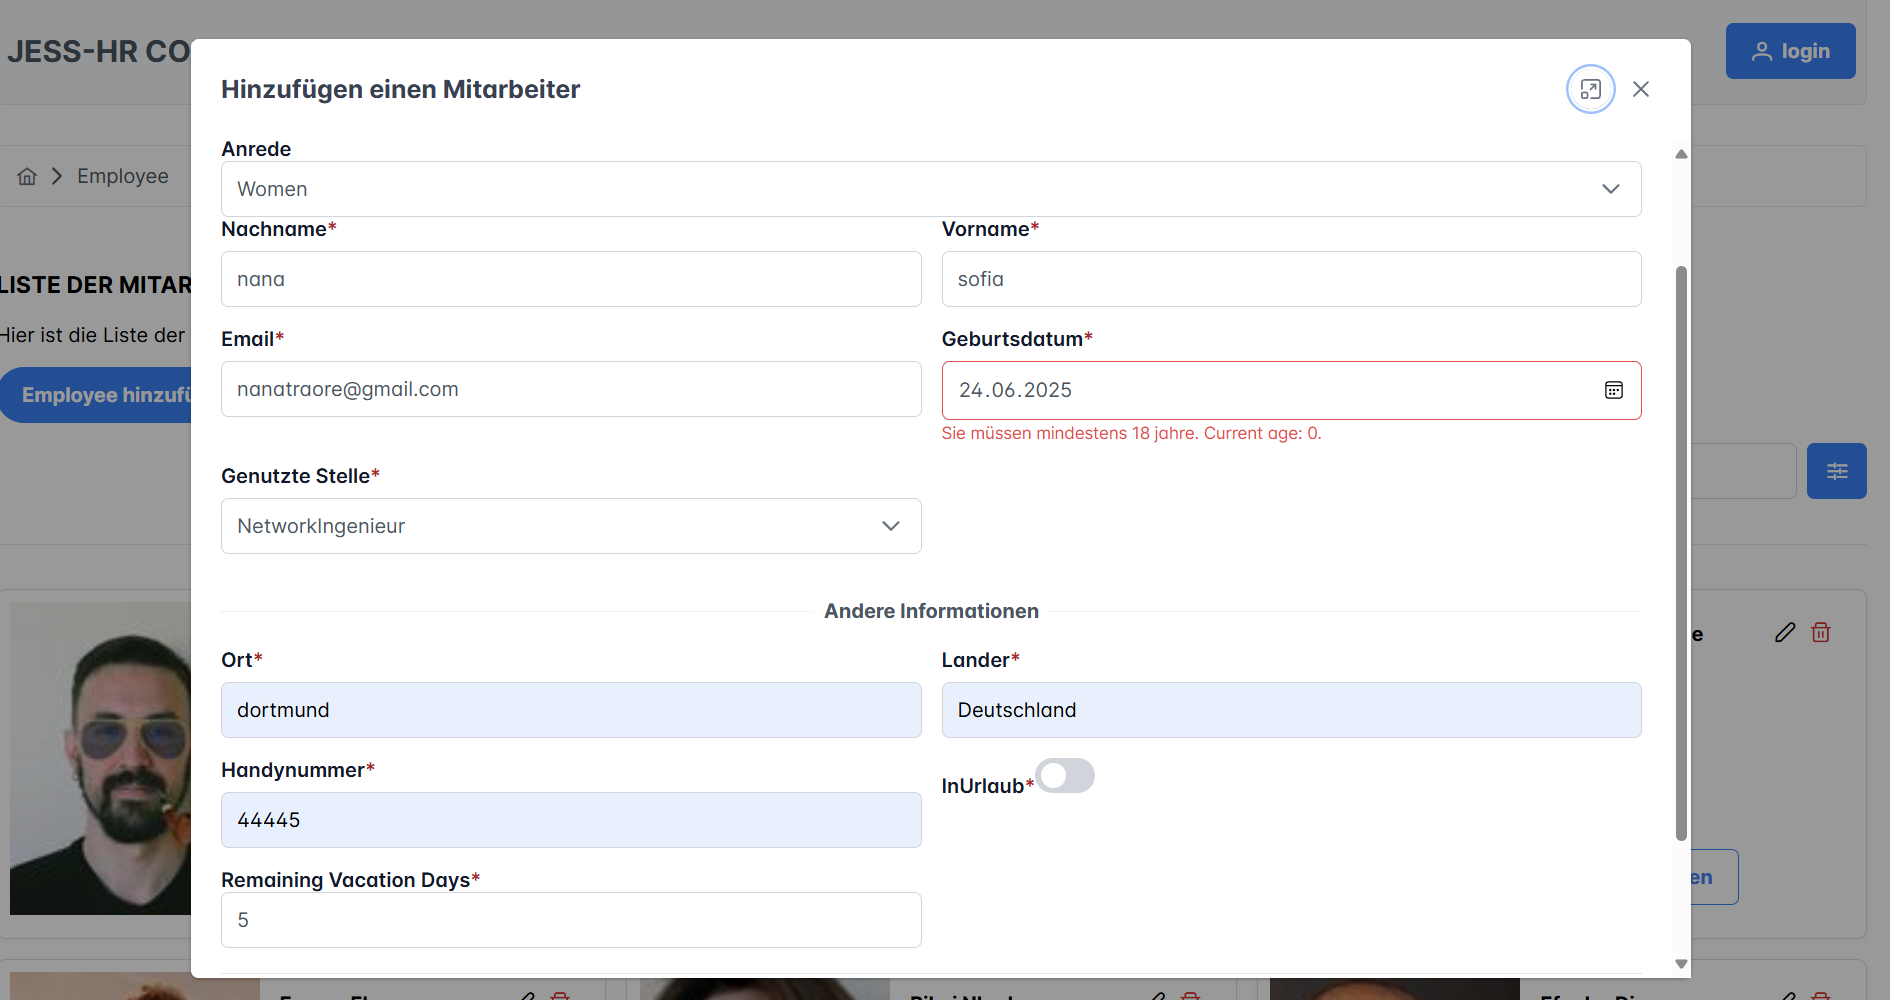 JESS-HR CO
login
Hinzufügen einen Mitarbeiter
Employee
Anrede
Women
Nachname*
Vorname*
nana
sofia
LISTE DER MITAR
Hier ist die Liste der
Email*
Geburtsdatum*
nanatraore@gmail.com
24.06.2025
Employee hinzufü
Sie müssen mindestens 18 jahre. Current age: 0.
Genutzte Stelle*
NetworkIngenieur
Andere Informationen
Ort*
Lander*
dortmund
Deutschland
Handynummer*
InUrlaub*
44445
Remaining Vacation Days*
5
e
en